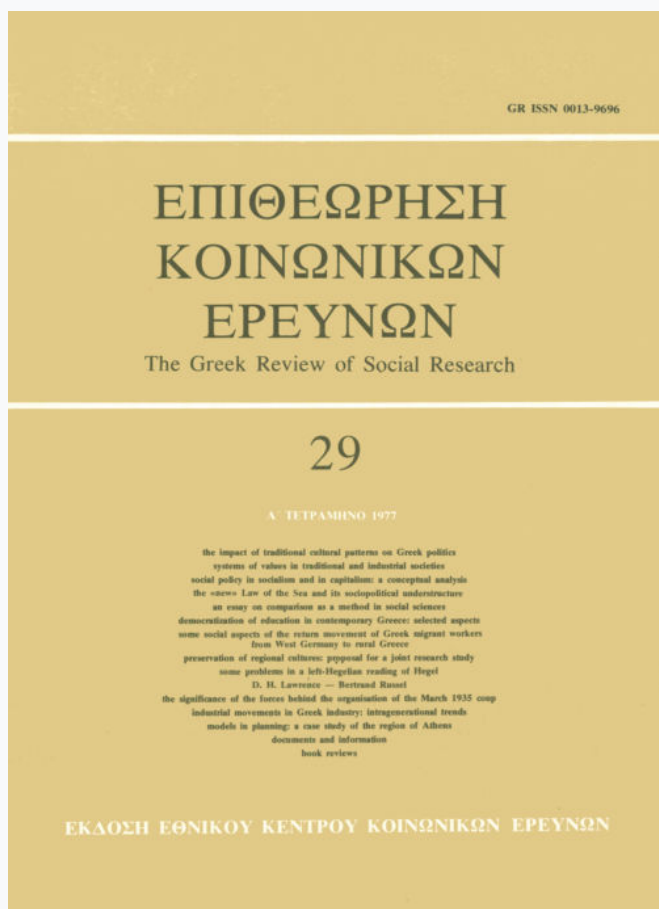 GR ISSN 0013-9696
ΕΠΙΘΕΩΡΗΣΗ
ΚΟΙΝΩΝΙΚΩΝ
ΕΡΕΥΝΩΝ
The Greek Review of Social Research
29
Α΄ ΤΕΤΡΑΜΗΝΟ 1977
the impact of traditional cultural patterns on Greek politics
systems of values in traditional and industrial societies
social policy in socialism and in capitalism: a conceptual analysis
the «new» Law of the Sea and its sociopolitical understructure
an essay on comparison as a method in social sciences
democratization of education in contemporary Greece: selected aspects
some social aspects of the return movement of Greek migrant workers
from West Germany to rural Greece
preservation of regional cultures: proposal for a joint research study
some problems in a left-Hegelian reading of Hegel
D. H. Lawrence — Bertrand Russel
the significance of the forces behind the organisation of the March 1935 coup
industrial movements in Greek industry: intragenerational trends
models in planning: a case study of the region of Athens
documents and information
book reviews
ΕΚΔΟΣΗ ΕΘΝΙΚΟΥ ΚΕΝΤΡΟΥ ΚΟΙΝΩΝΙΚΩΝ ΕΡΕΥΝΩΝ